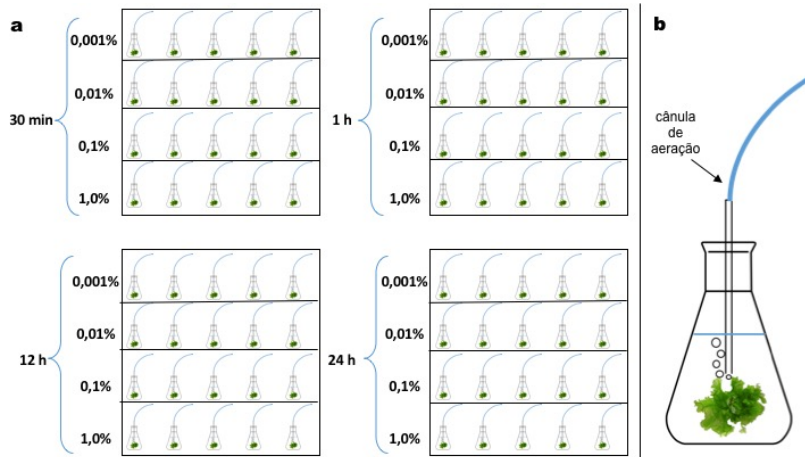 a
30 min
0,001%
0,01%
0,1%
1,0%
1 h
0,001%
0,01%
0,1%
1,0%
12 h
0,001%
0,01%
0,1%
1,0%
24 h
0,001%
0,01%
0,1%
1,0%
b
cânula
de
aeração